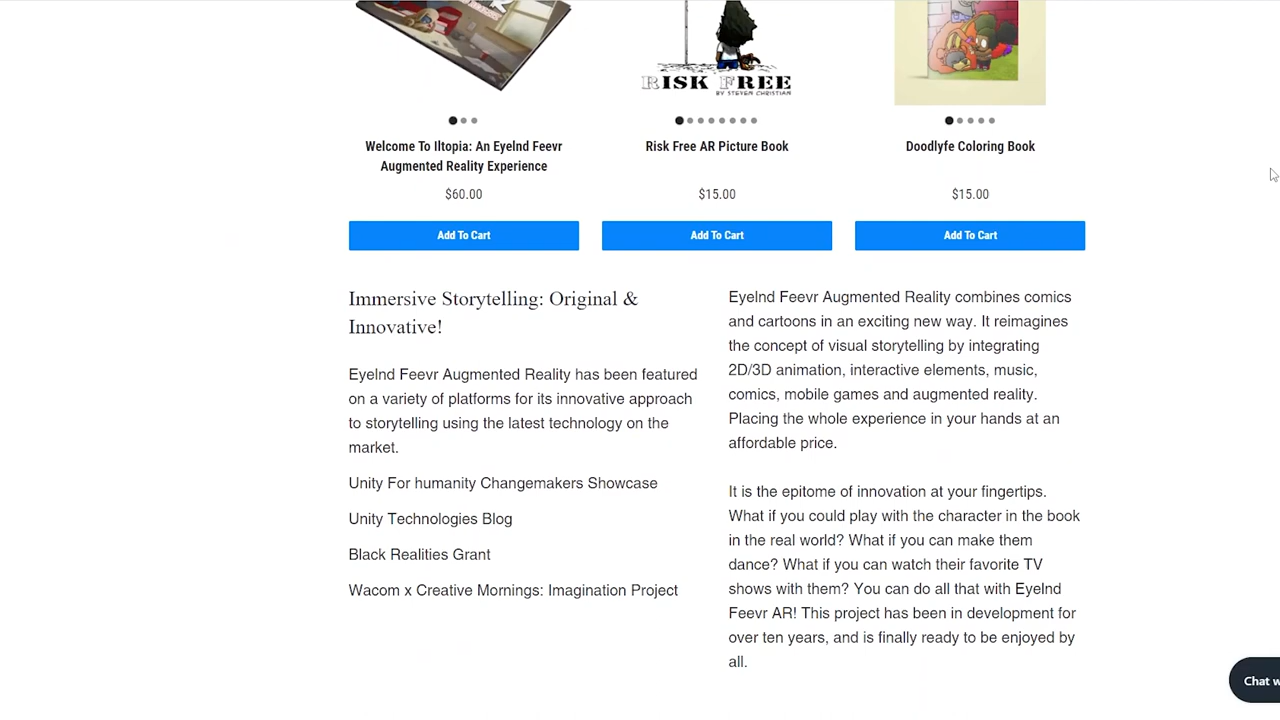 RISK FREE
BY STEVEN CHRISTIAN
Welcome To Iltopia: An Eyelnd Feevr
Augmented Reality Experience
$60.00
Add To Cart
Risk Free AR Picture Book
$15.00
Add To Cart
Doodlyfe Coloring Book
$15.00
Add To Cart
Immersive Storytelling: Original &
Innovative!
Eyelnd Feevr Augmented Reality has been featured
on a variety of platforms for its innovative approach
to storytelling using the latest technology on the
market.
Unity For humanity Changemakers Showcase
Unity Technologies Blog
Black Realities Grant
Wacom x Creative Mornings: Imagination Project
Eyelnd Feevr Augmented Reality combines comics
and cartoons in an exciting new way. It reimagines
the concept of visual storytelling by integrating
2D/3D animation, interactive elements, music,
comics, mobile games and augmented reality.
Placing the whole experience in your hands at an
affordable price.
It is the epitome of innovation at your fingertips.
What if you could play with the character in the book
in the real world? What if you can make them
dance? What if you can watch their favorite TV
shows with them? You can do all that with Eyelnd
Feevr AR! This project has been in development for
over ten years, and is finally ready to be enjoyed by
all.
Chat w